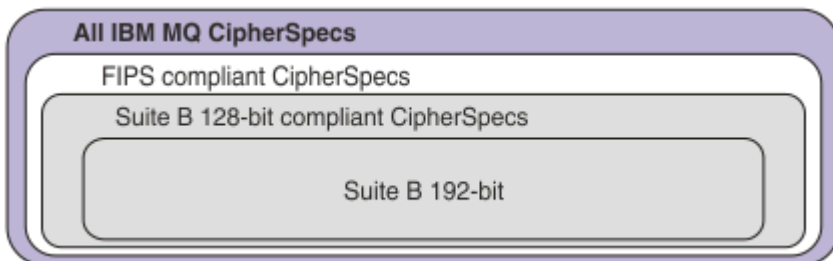 All IBM MQ CipherSpecs
FIPS compliant CipherSpecs
Suite B 128-bit compliant CipherSpecs
Suite B 192-bit